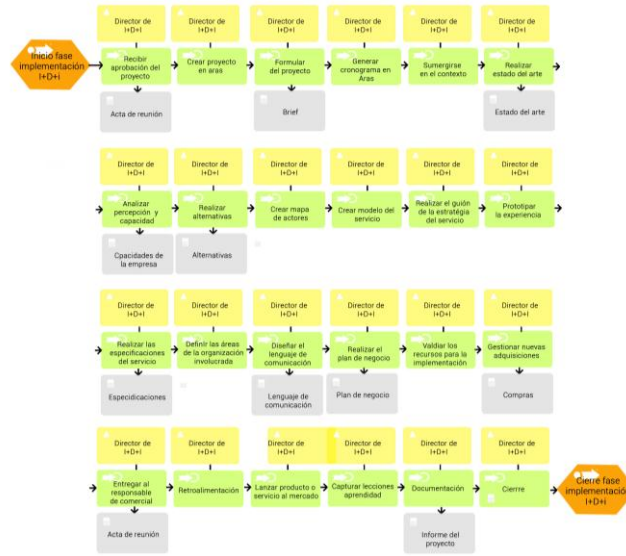 Director de
I+D+I
Director de
I+D+I
Director de
I+D+I
Director de
I+D+I
Director de
I+D+I
Director de
I+D+I
Inicio fase
implementación
I+D+i
Recibir
aprobación del
proyecto
Crear proyecto
en aras
Formular
del proyecto
Generar
cronograma en
Aras
Sumergirse
en el contexto
Realizar
estado del arte
Acta de reunión
Brief
Estado del arte
Director de
I+D+I
Director de
I+D+I
Director de
I+D+I
Director de
I+D+I
Director de
I+D+I
Director de
I+D+I
Analizar
percepción y
capacidad
Realizar
alternativas
Crear mapa
de actores
Crear modelo del
servicio
Realizar el guión
de la estratégia
del servicio
Prototipar
la experiencia
Cpacidades de
la empresa
Alternativas
Director de
I+D+I
Director de
I+D+I
Director de
I+D+I
Director de
I+D+I
Director de
I+D+I
Director de
I+D+I
Realizar las
especificaciones
del servicio
Definir las áreas
de la organización
involucrada
Diseñar el
lenguaje de
comunicación
Realizar el
plan de negocio
Valdiar los
recursos para la
implementación
Gestionar nuevas
adquisiciones
Especidicaciones
Lenguaje de
comunicación
Plan de negocio
Compras
Director de
I+D+I
Director de
I+D+I
Director de
I+D+I
Director de
I+D+I
Director de
I+D+I
Director de
I+D+I
Entregar al
responsable
de comercial
Retroalimentación
Lanzar producto o
servicio al mercado
Capturar lecciones
aprendidad
Documentación
Cierrre
Cierre fase
implementación
I+D+i
Acta de reunión
Informe del
proyecto